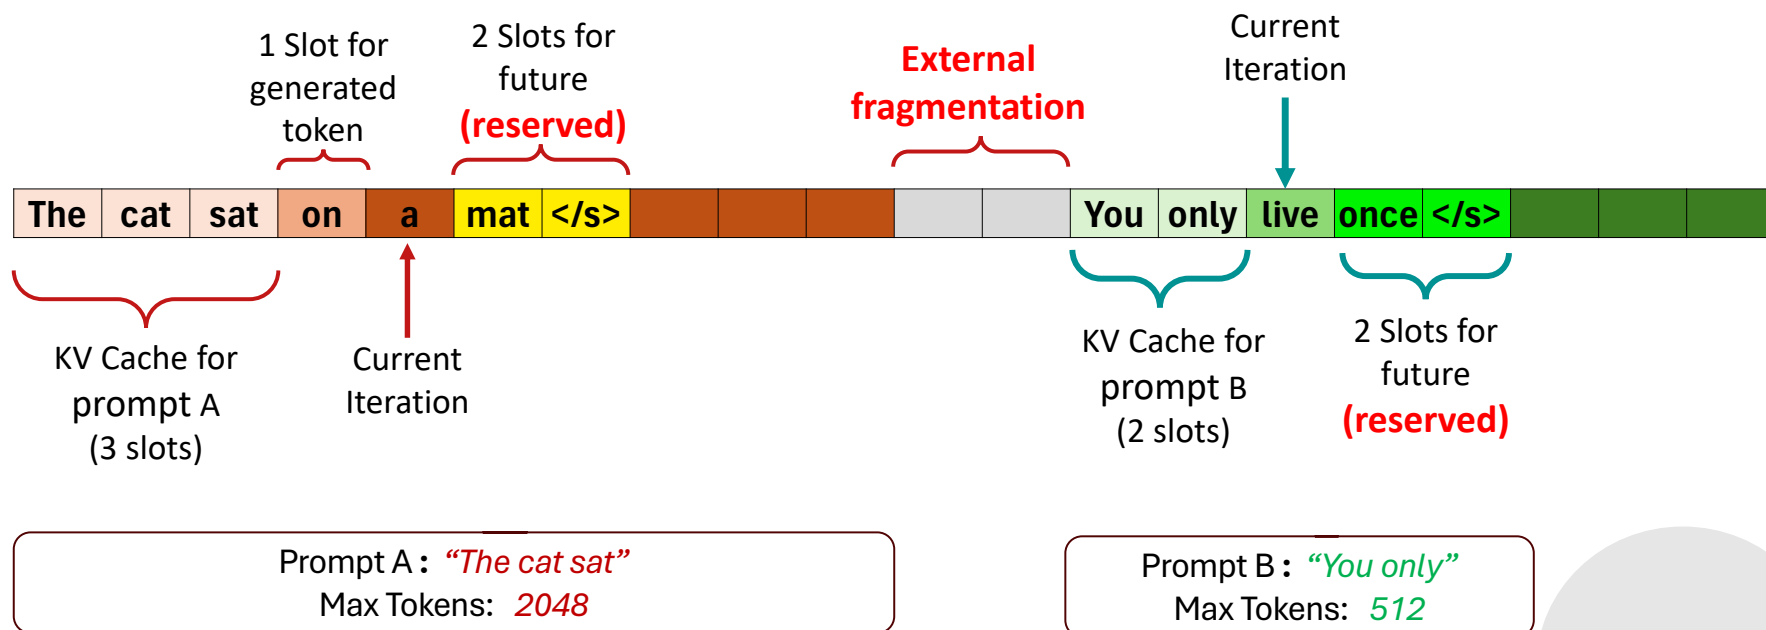 1 Slot for
generated
token
2 Slots for
future
(reserved)
External
fragmentation
Current
Iteration
The cat sat on a mat </s> You only live once </s>
KV Cache for
prompt A
(3 slots)
Current
Iteration
KV Cache for
prompt B
(2 slots)
2 Slots for
future
(reserved)
Prompt A : “The cat sat”
Max Tokens: 2048
Prompt B : “You only”
Max Tokens: 512